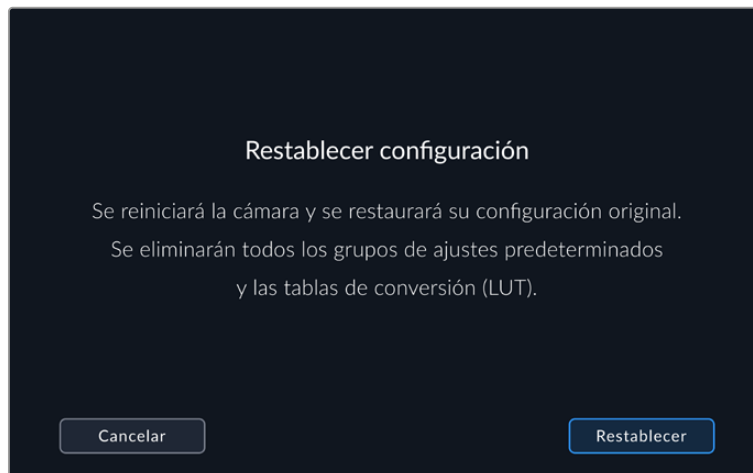 Restablecer configuración
Se reiniciará la cámara y se restaurará su configuración original.
Se eliminarán todos los grupos de ajustes predeterminados
y las tablas de conversión (LUT).
Cancelar
Restablecer